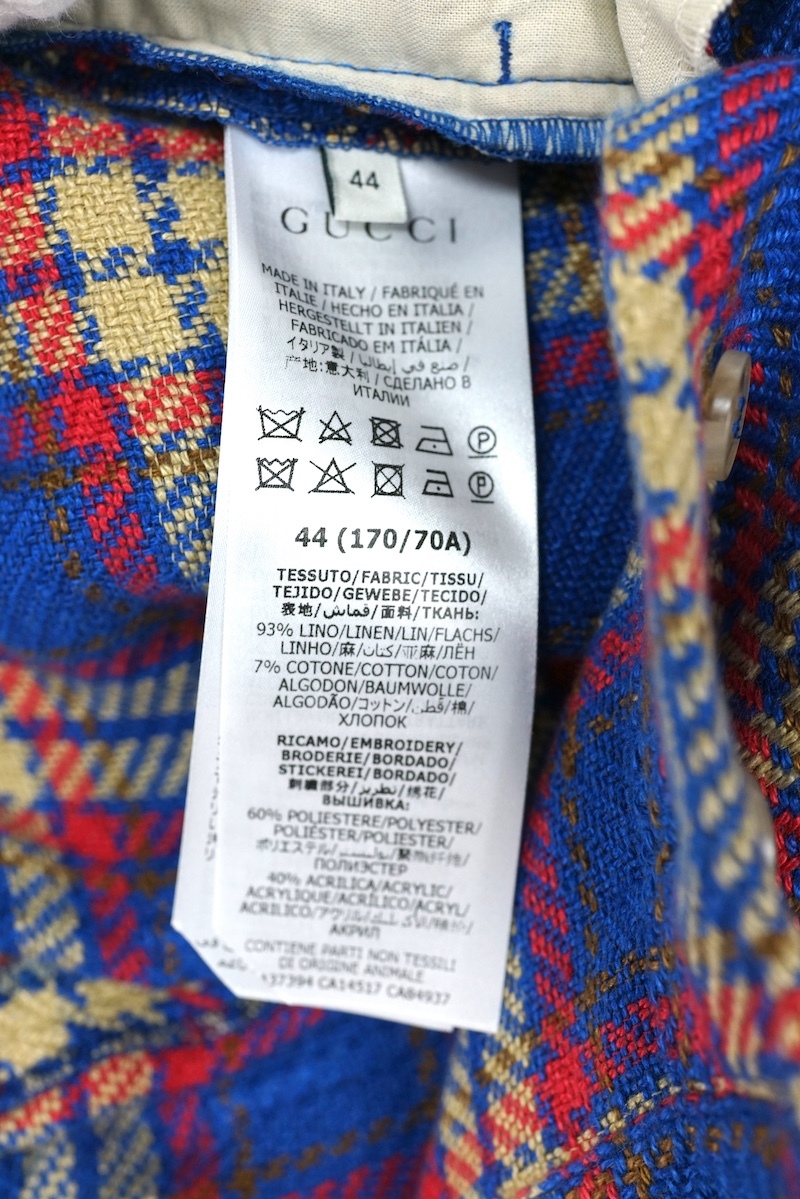 44
GUCCI
MADE IN ITALY / FABRIQUÉ EN
ITALIE / HECHO EN ITALIA /
HERGESTELLT IN ITALIEN /
FABRICADO EM ITÁLIA /
イタリア製 / صنع في إيطاليا /
产地:意大利 / СДЕЛАНО В
ИТАЛИИ
P
P
44 (170/70A)
TESSUTO/FABRIC/TISSU/
TEJIDO/GEWEBE/TECIDO/
表地/قماش/面料/ТКАНЬ:
93% LINO/LINEN/LIN/FLACHS/
LINHO/麻/كتان/亚麻/ЛЁН
7% COTONE/COTTON/COTON/
ALGODON/BAUMWOLLE/
ALGODÃO/コットン/قطن/棉/
ХЛОПОК
RICAMO/EMBROIDERY/
BRODERIE/BORDADO/
STICKEREI/BORDADO/
刺繍部分/تطريز/绣花/
ВЫШИВКА:
60% POLIESTERE/POLYESTER/
POLIÉSTER/POLIESTER/
ポリエステル/بوليستر/聚酯纤维/
ПОЛИЭСТЕР
40% ACRILICA/ACRYLIC/
ACRYLIQUE/ACRÍLICO/ACRYL/
ACRÍLICO/アクリル/
АКРИЛ
CONTIENE PARTI NON TESSILI
DI ORIGINE ANIMALE
CA14517 CA84937